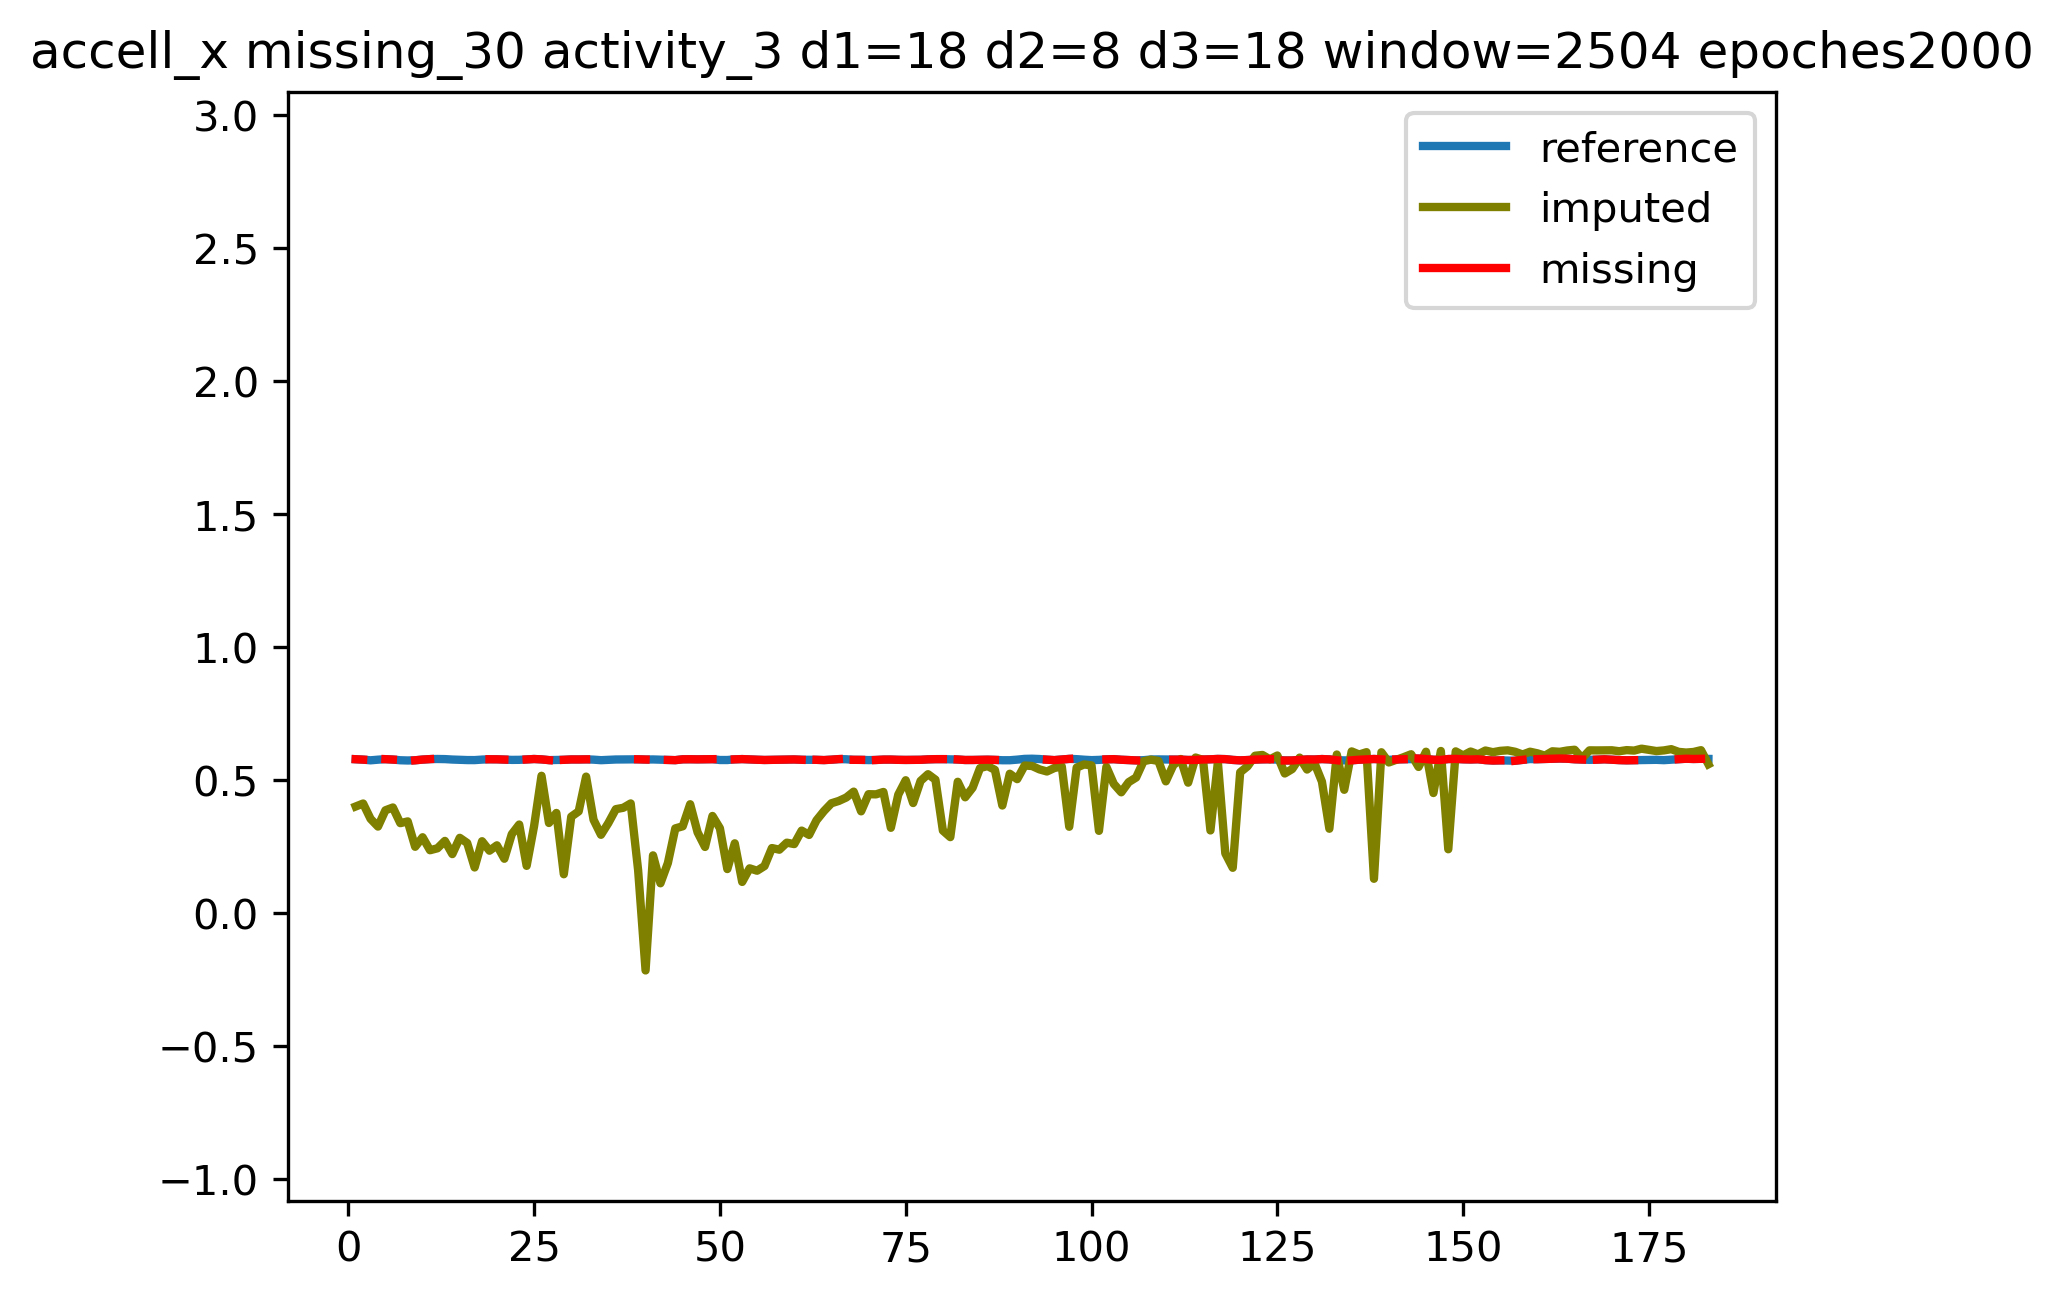 accell_x missing_30 activity_3 d1=18 d2=8 d3=18 window=2504 epoches2000
3.0
2.5
2.0
1.5
1.0
0.5
0.0
−0.5
−1.0
reference
imputed
missing
0 25 50 75 100 125 150 175